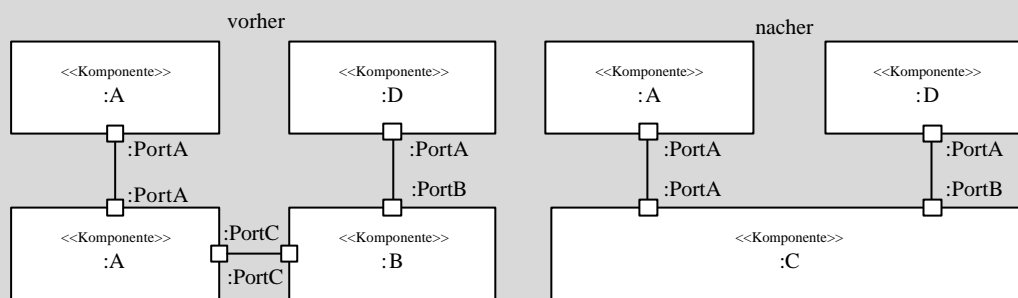 vorher
nacher
<<Komponente>>
:A
<<Komponente>>
:D
<<Komponente>>
:A
<<Komponente>>
:D
:PortA
:PortA
:PortA
:PortA
:PortA
:PortB
:PortA
:PortB
<<Komponente>>
:A
:PortC
:PortC
<<Komponente>>
:B
<<Komponente>>
:C